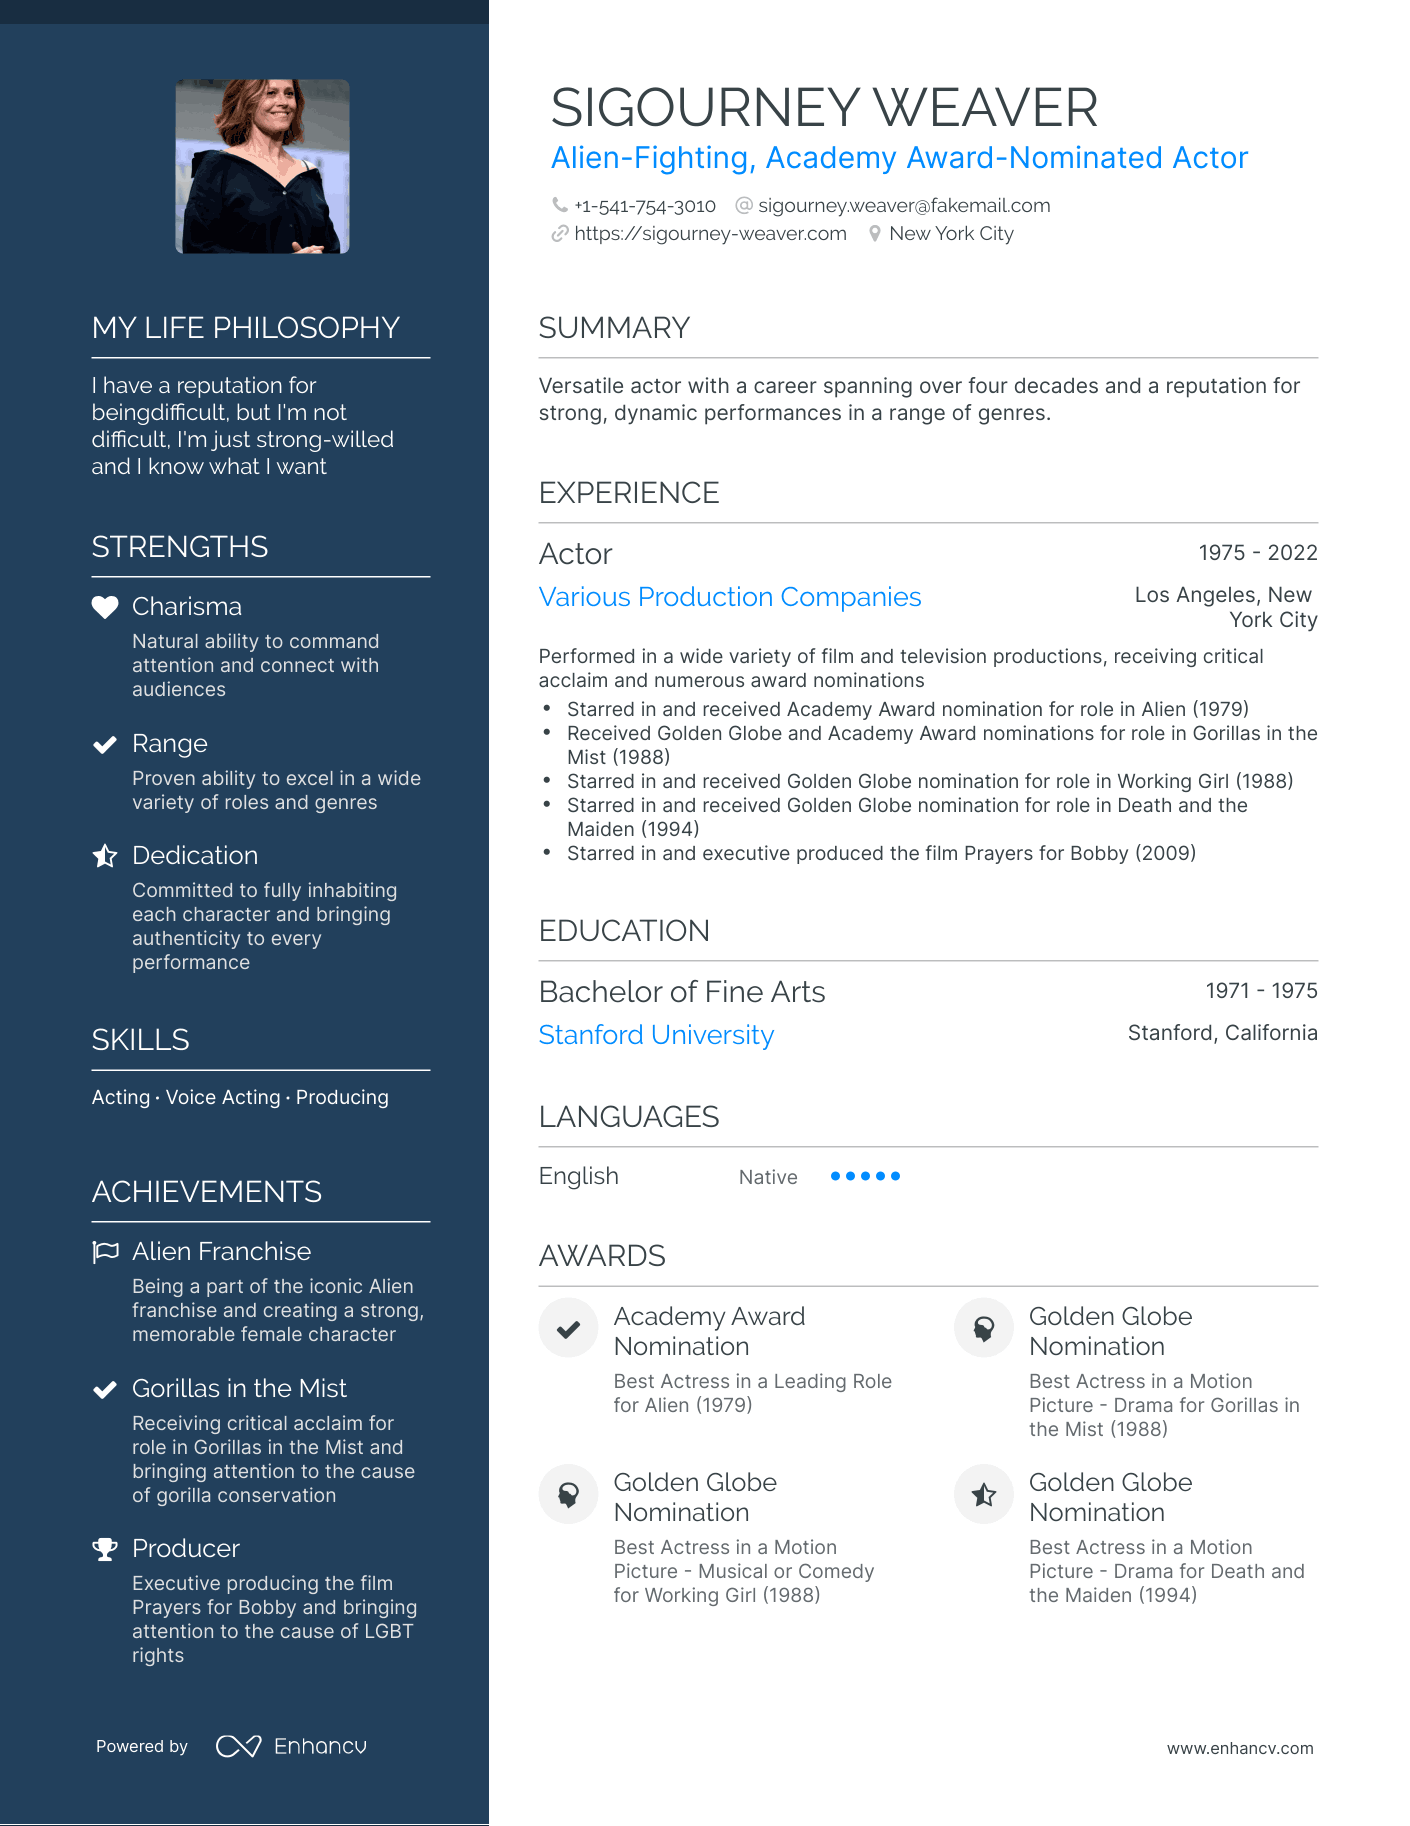 SIGOURNEY WEAVER
Alien-Fighting, Academy Award-Nominated Actor
+1-541-754-3010 sigourney.weaver@fakemail.com
https://sigourney-weaver.com New York City
MY LIFE PHILOSOPHY
I have a reputation for
beingdifficult, but I'm not
difficult, I'm just strong-willed
and I know what I want
STRENGTHS
Charisma
Natural ability to command
attention and connect with
audiences
Range
Proven ability to excel in a wide
variety of roles and genres
Dedication
Committed to fully inhabiting
each character and bringing
authenticity to every
performance
SKILLS
Acting · Voice Acting · Producing
ACHIEVEMENTS
Alien Franchise
Being a part of the iconic Alien
franchise and creating a strong,
memorable female character
Gorillas in the Mist
Receiving critical acclaim for
role in Gorillas in the Mist and
bringing attention to the cause
of gorilla conservation
Producer
Executive producing the film
Prayers for Bobby and bringing
attention to the cause of LGBT
rights
Powered by Enhancv
SUMMARY
Versatile actor with a career spanning over four decades and a reputation for
strong, dynamic performances in a range of genres.
EXPERIENCE
Actor 1975 - 2022
Various Production Companies Los Angeles, New
York City
Performed in a wide variety of film and television productions, receiving critical
acclaim and numerous award nominations
• Starred in and received Academy Award nomination for role in Alien (1979)
• Received Golden Globe and Academy Award nominations for role in Gorillas in the
Mist (1988)
• Starred in and received Golden Globe nomination for role in Working Girl (1988)
• Starred in and received Golden Globe nomination for role in Death and the
Maiden (1994)
• Starred in and executive produced the film Prayers for Bobby (2009)
EDUCATION
Bachelor of Fine Arts 1971 - 1975
Stanford University Stanford, California
LANGUAGES
English Native
AWARDS
Academy Award
Nomination
Best Actress in a Leading Role
for Alien (1979)
Golden Globe
Nomination
Best Actress in a Motion
Picture - Drama for Gorillas in
the Mist (1988)
Golden Globe
Nomination
Best Actress in a Motion
Picture - Musical or Comedy
for Working Girl (1988)
Golden Globe
Nomination
Best Actress in a Motion
Picture - Drama for Death and
the Maiden (1994)
www.enhancv.com